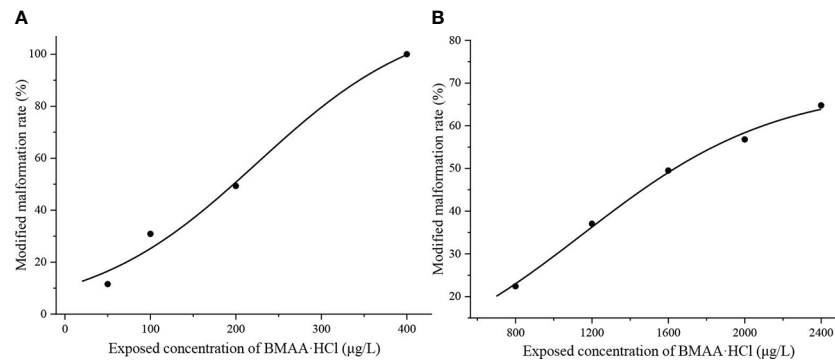 A
Modified malformation rate (%)
100
80
60
40
20
0
0 100 200 300 400
Exposed concentration of BMAA·HCl (μg/L)
B
Modified malformation rate (%)
80
70
60
50
40
30
20
800 1200 1600 2000 2400
Exposed concentration of BMAA·HCl (μg/L)